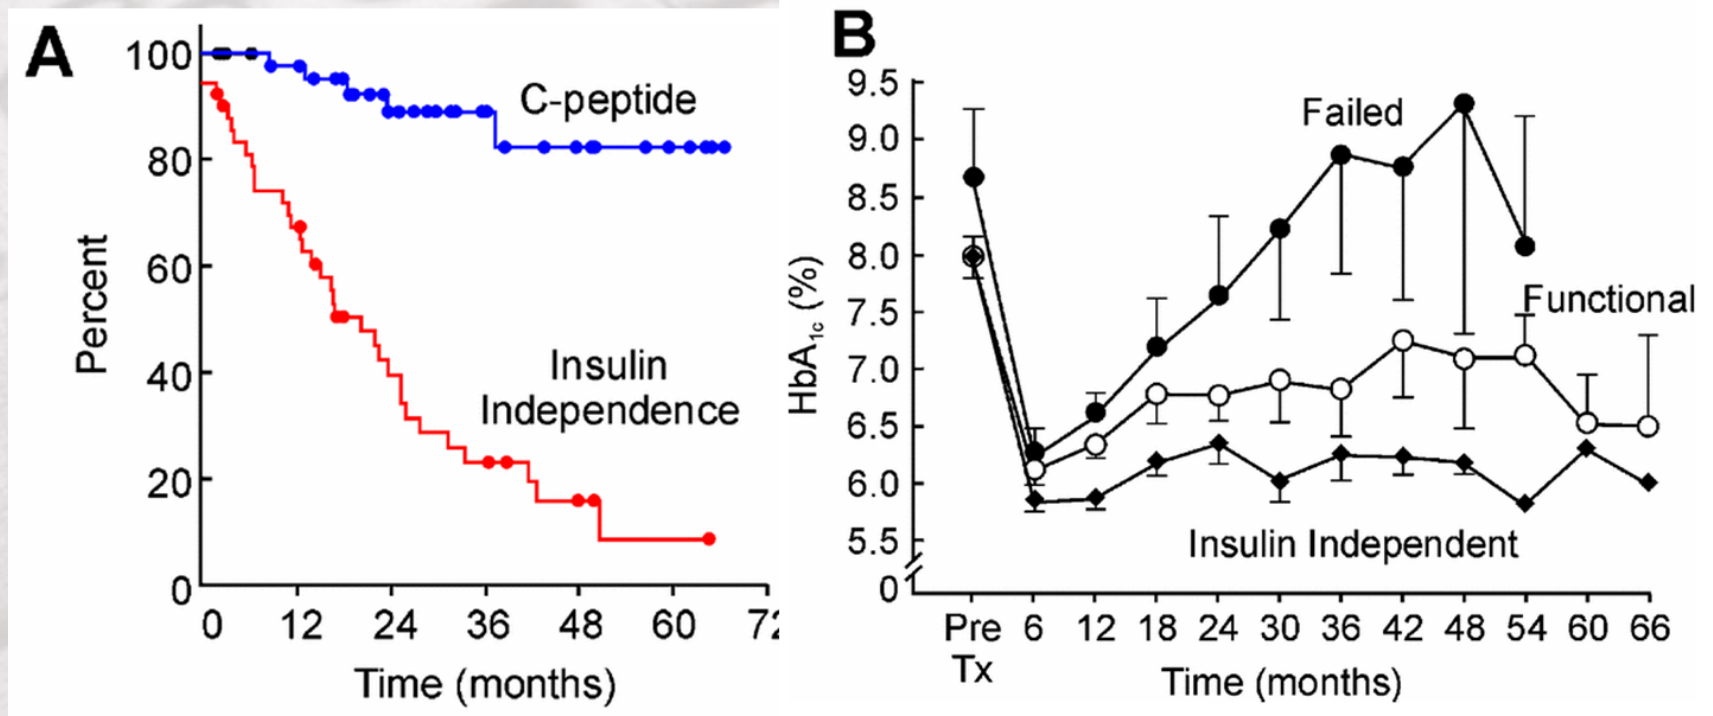 A
100
80
60
40
20
0
Percent
C-peptide
Insulin
Independence
0 12 24 36 48 60 72
Time (months)
B
9.5
9.0
8.5
8.0
7.5
7.0
6.5
6.0
5.5
0
HbA1c (%)
Failed
Functional
Insulin Independent
Pre 6 12 18 24 30 36 42 48 54 60 66
Tx
Time (months)